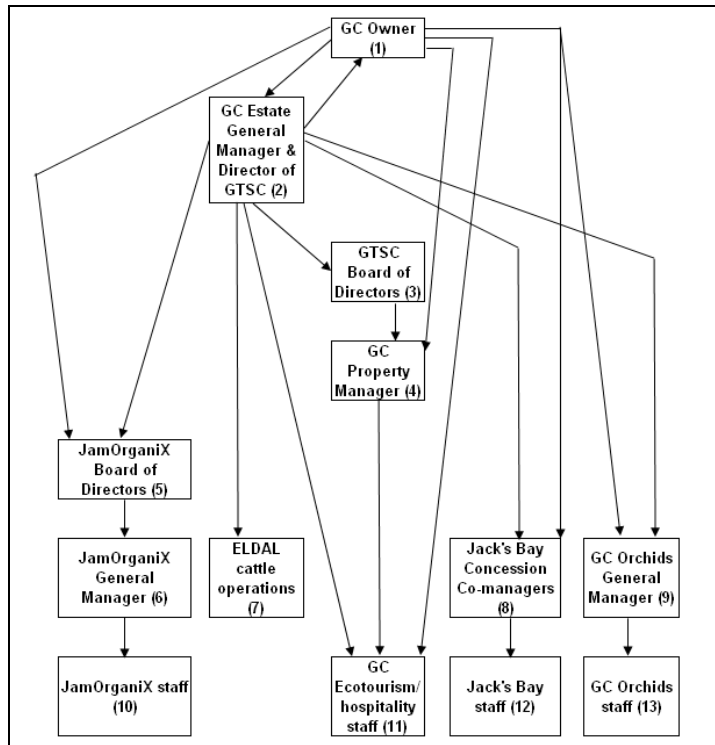 GC Owner
(1)
GC Estate
General
Manager &
Director of
GTSC (2)
GTSC
Board of
Directors (3)
GC
Property
Manager (4)
JamOrganiX
Board of
Directors (5)
JamOrganiX
General
Manager (6)
ELDAL
cattle
operations
(7)
Jack's Bay
Concession
Co-managers
(8)
GC Orchids
General
Manager (9)
JamOrganiX staff
(10)
GC
Ecotourism/
hospitality
staff (11)
Jack's Bay
staff (12)
GC Orchids
staff (13)